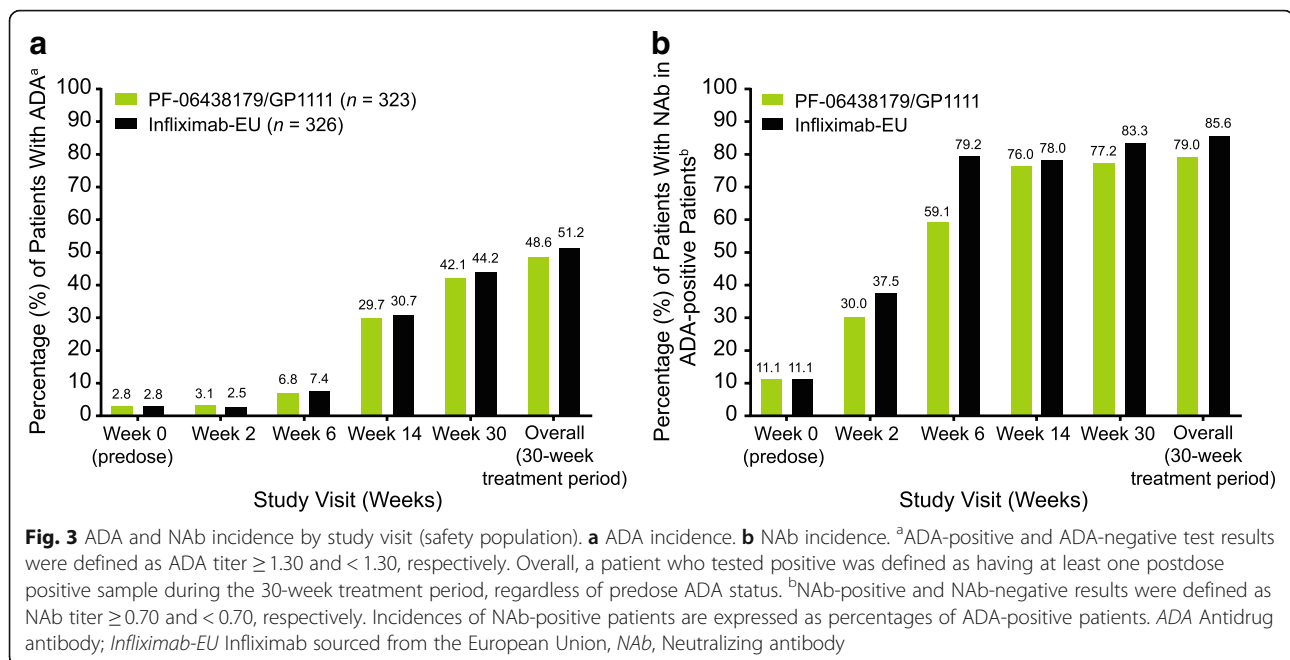 a
Percentage (%) of Patients With ADAᵃ
100
90
80
70
60
50
40
30
20
10
0
PF-06438179/GP1111 (n = 323)
Infliximab-EU (n = 326)
2.8 2.8
3.1 2.5
6.8 7.4
29.7 30.7
42.1 44.2
48.6 51.2
Week 0 Week 2 Week 6 Week 14 Week 30 Overall
(predose) (30-week
treatment period)
Study Visit (Weeks)
b
Percentage (%) of Patients With NAb in
ADA-positive Patientsᵇ
100
90
80
70
60
50
40
30
20
10
0
PF-06438179/GP1111
Infliximab-EU
11.1 11.1
30.0 37.5
59.1 79.2
76.0 78.0
77.2 83.3
79.0 85.6
Week 0 Week 2 Week 6 Week 14 Week 30 Overall
(predose) (30-week
treatment period)
Study Visit (Weeks)
Fig. 3 ADA and NAb incidence by study visit (safety population). a ADA incidence. b NAb incidence. ᵃADA-positive and ADA-negative test results
were defined as ADA titer ≥ 1.30 and < 1.30, respectively. Overall, a patient who tested positive was defined as having at least one postdose
positive sample during the 30-week treatment period, regardless of predose ADA status. ᵇNAb-positive and NAb-negative results were defined as
NAb titer ≥ 0.70 and < 0.70, respectively. Incidences of NAb-positive patients are expressed as percentages of ADA-positive patients. ADA Antidrug
antibody; Infliximab-EU Infliximab sourced from the European Union, NAb, Neutralizing antibody